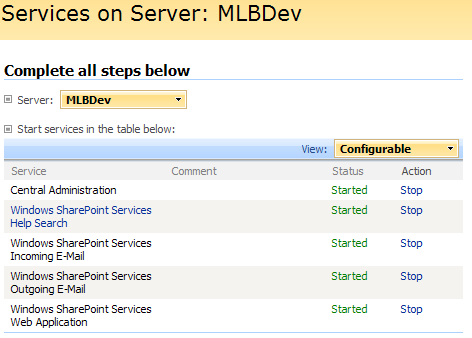 Services on Server: MLBDev
Complete all steps below
Server: MLBDev
Start services in the table below:
View: Configurable
Service Comment Status Action
Central Administration Started Stop
Windows SharePoint Services Started Stop
Help Search
Windows SharePoint Services Started Stop
Incoming E-Mail
Windows SharePoint Services Started Stop
Outgoing E-Mail
Windows SharePoint Services Started Stop
Web Application